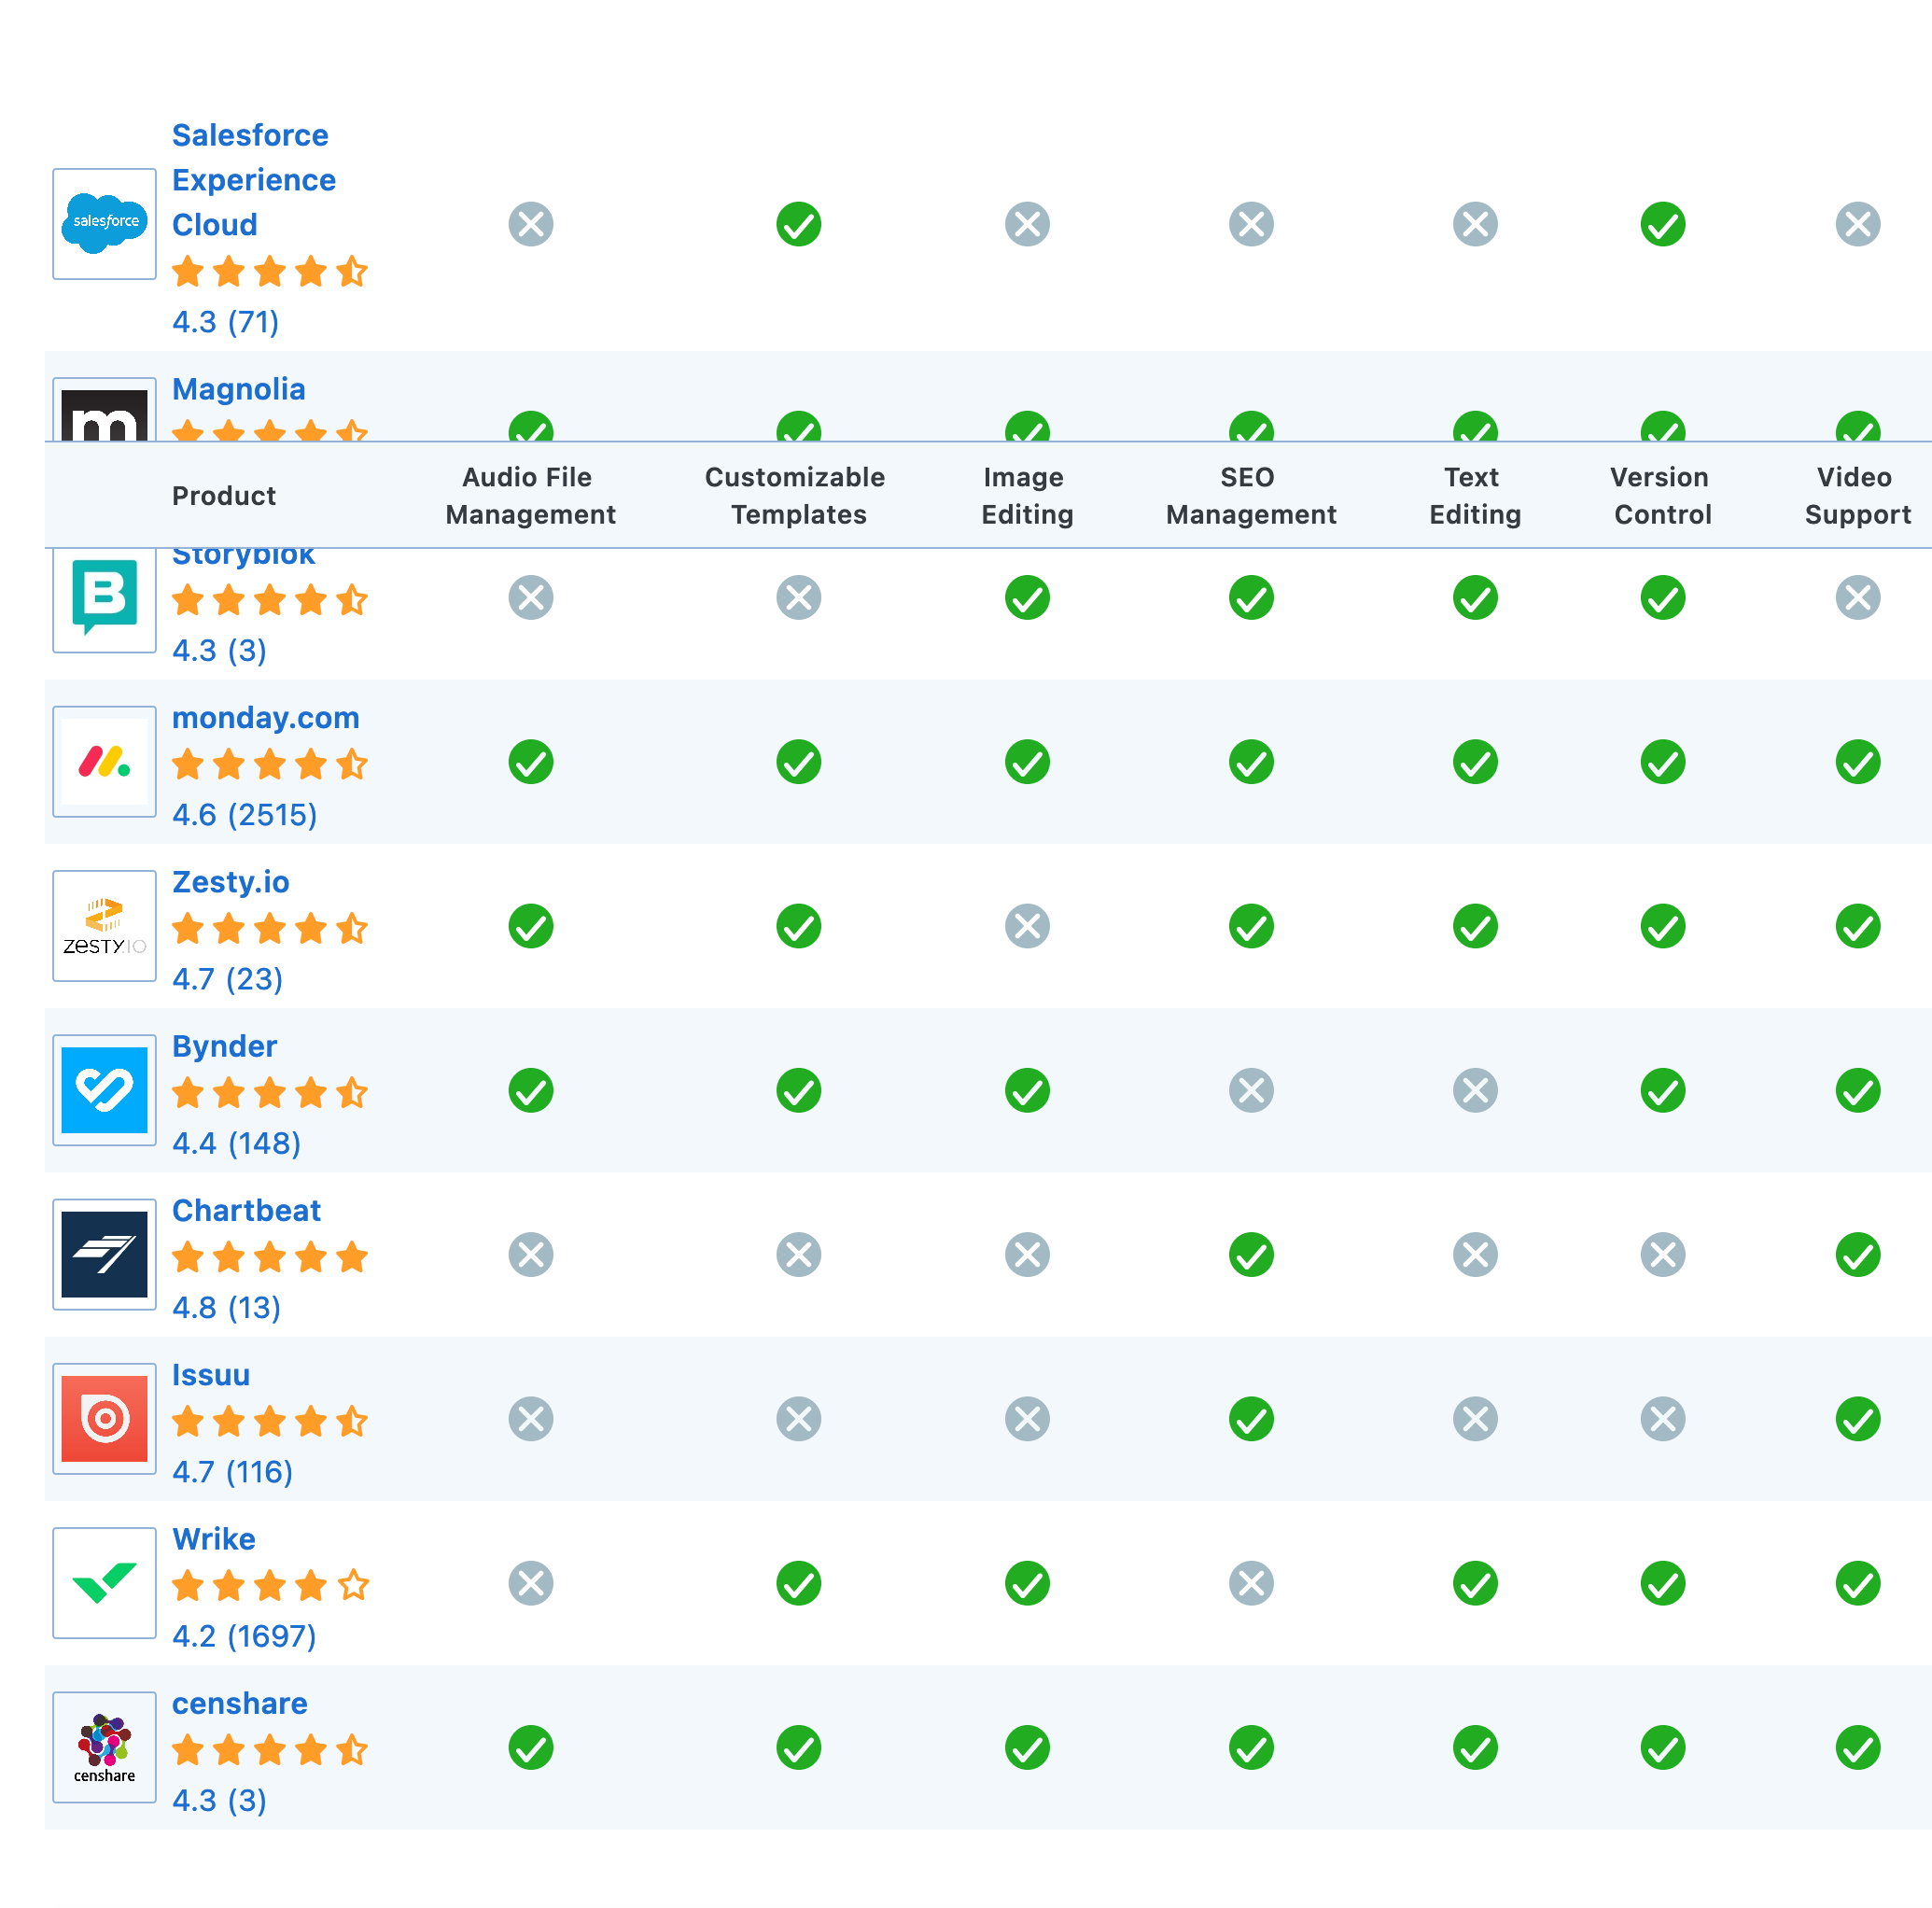 Salesforce
Experience
Cloud
salesforce
4.3 (71)
Magnolia
m
Product
Audio File
Management
Customizable
Templates
Image
Editing
SEO
Management
Text
Editing
Version
Control
Video
Support
Storyblok
B
4.3 (3)
monday.com
4.6 (2515)
Zesty.io
ZESTY.IO
4.7 (23)
Bynder
4.4 (148)
Chartbeat
4.8 (13)
Issuu
4.7 (116)
Wrike
4.2 (1697)
censhare
censhare
4.3 (3)